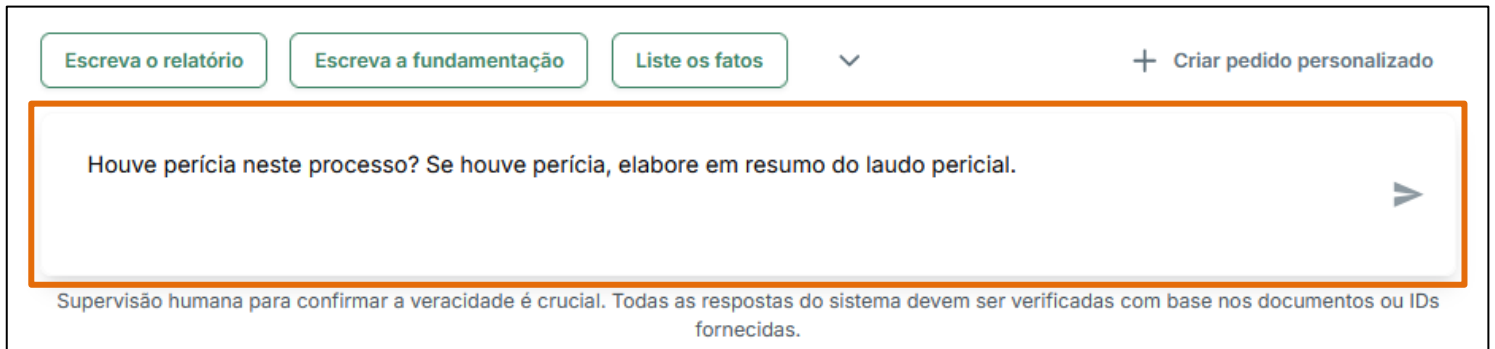 Escreva o relatório Escreva a fundamentação Liste os fatos + Criar pedido personalizado
Houve perícia neste processo? Se houve perícia, elabore em resumo do laudo pericial.
Supervisão humana para confirmar a veracidade é crucial. Todas as respostas do sistema devem ser verificadas com base nos documentos ou IDs
fornecidas.